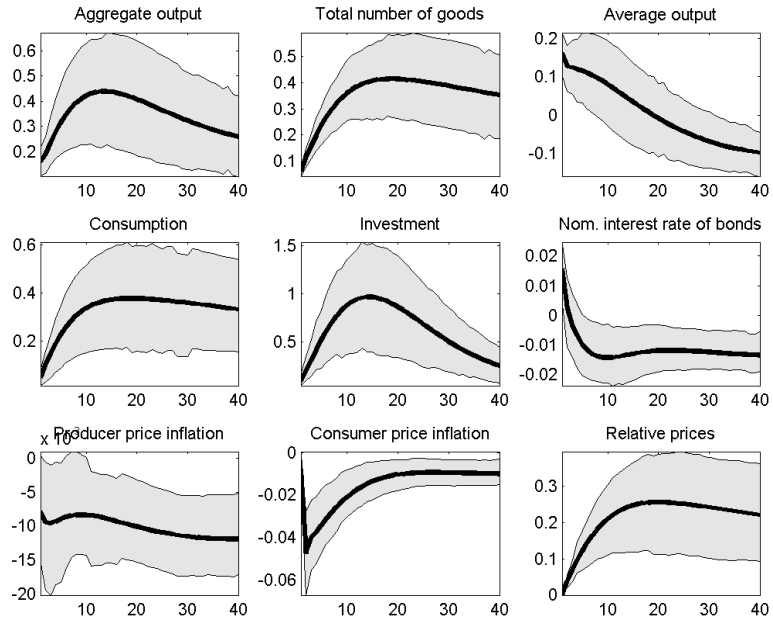 Aggregate output
Total number of goods
Average output
0.6
0.5
0.4
0.3
0.2
10 20 30 40
0.5
0.4
0.3
0.2
0.1
10 20 30 40
0.2
0.1
0
-0.1
10 20 30 40
Consumption
Investment
Nom. interest rate of bonds
0.6
0.4
0.2
10 20 30 40
1.5
1
0.5
10 20 30 40
0.02
0.01
0
-0.01
-0.02
10 20 30 40
Producer price inflation
Consumer price inflation
Relative prices
x 10-3
0
-5
-10
-15
-20
10 20 30 40
0
-0.02
-0.04
-0.06
10 20 30 40
0.3
0.2
0.1
0
10 20 30 40